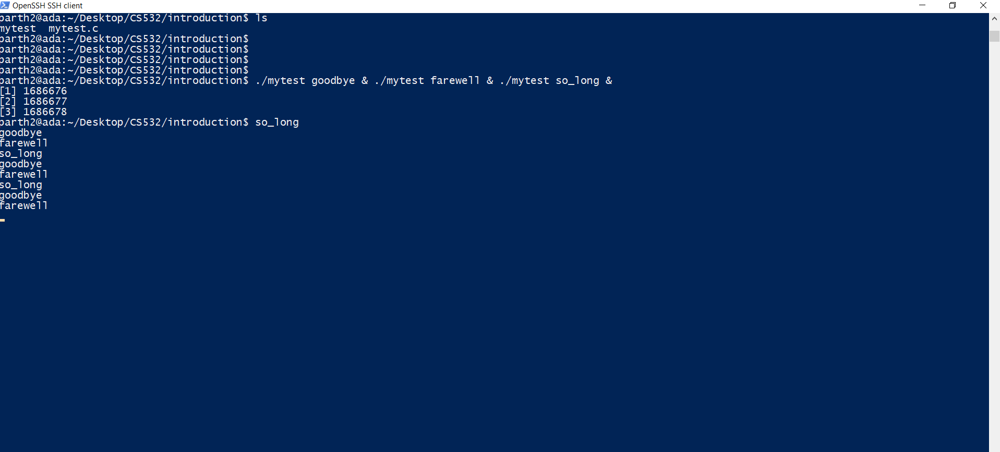 OpenSSH SSH client
parth2@ada:~/Desktop/CS532/introduction$ ls
mytest  mytest.c
parth2@ada:~/Desktop/CS532/introduction$
parth2@ada:~/Desktop/CS532/introduction$
parth2@ada:~/Desktop/CS532/introduction$
parth2@ada:~/Desktop/CS532/introduction$
parth2@ada:~/Desktop/CS532/introduction$ ./mytest goodbye & ./mytest farewell & ./mytest so_long &
[1] 1686676
[2] 1686677
[3] 1686678
parth2@ada:~/Desktop/CS532/introduction$ so_long
goodbye
farewell
so_long
goodbye
farewell
so_long
goodbye
farewell